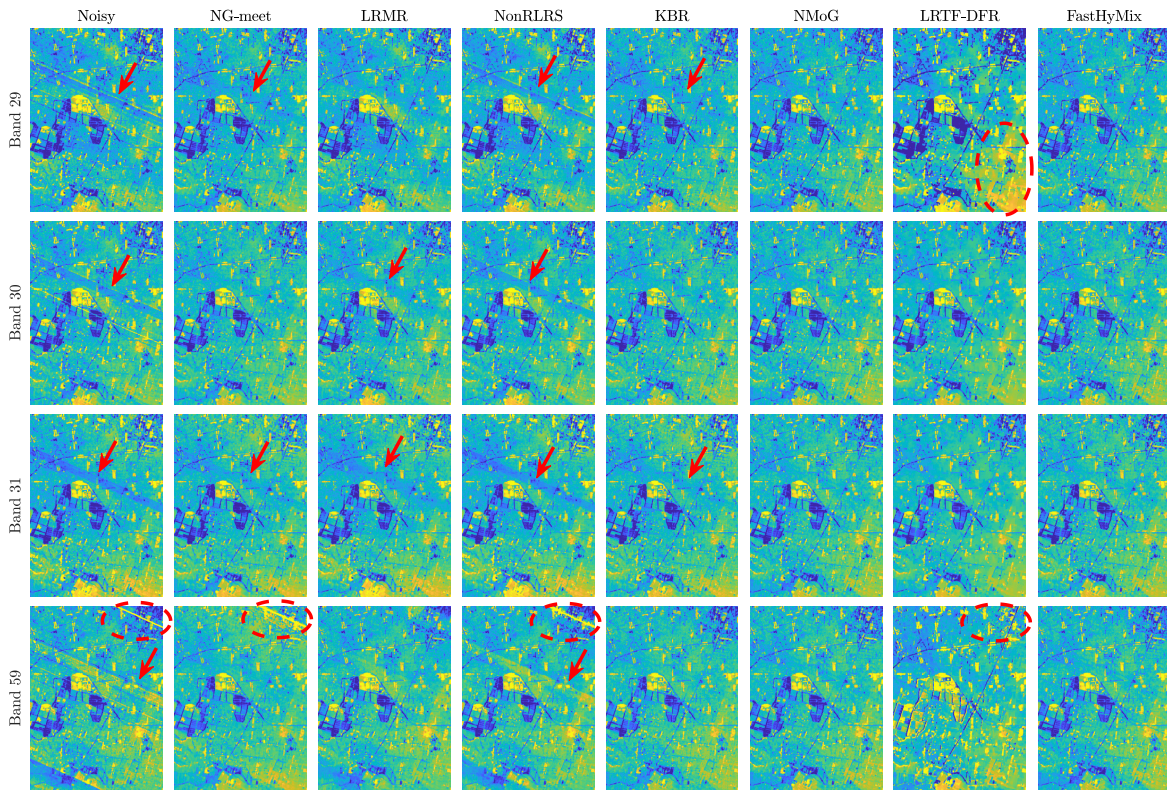 Noisy NG-meet LRMR NonRLRS KBR NMoG LRTF-DFR FastHyMix
Band 29
Band 30
Band 31
Band 59